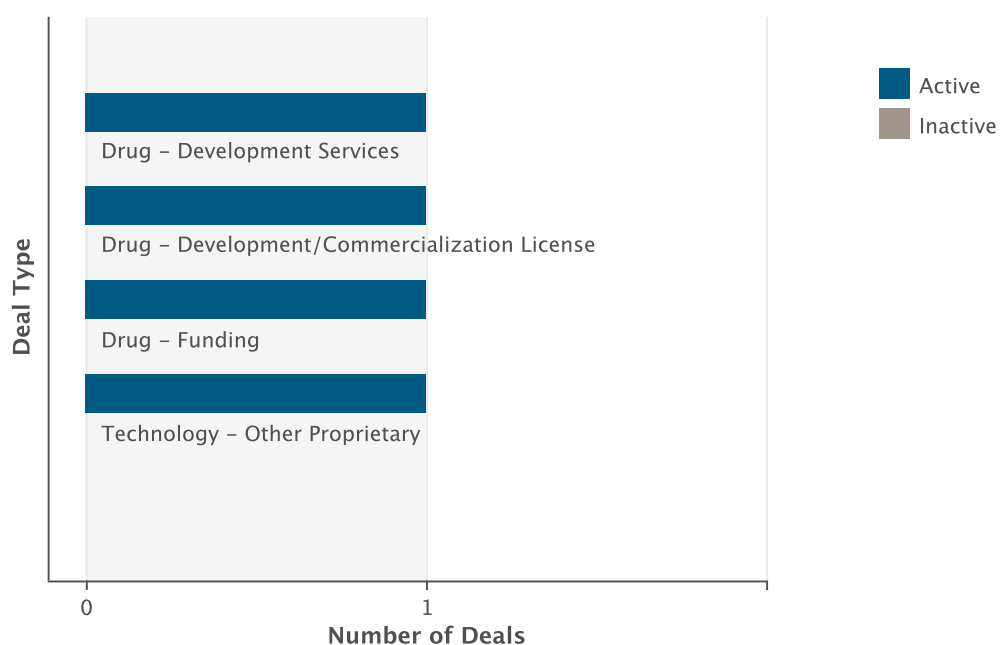 Active
Inactive
Drug – Development Services
Drug – Development/Commercialization License
Drug – Funding
Technology – Other Proprietary
Deal Type
0
1
Number of Deals